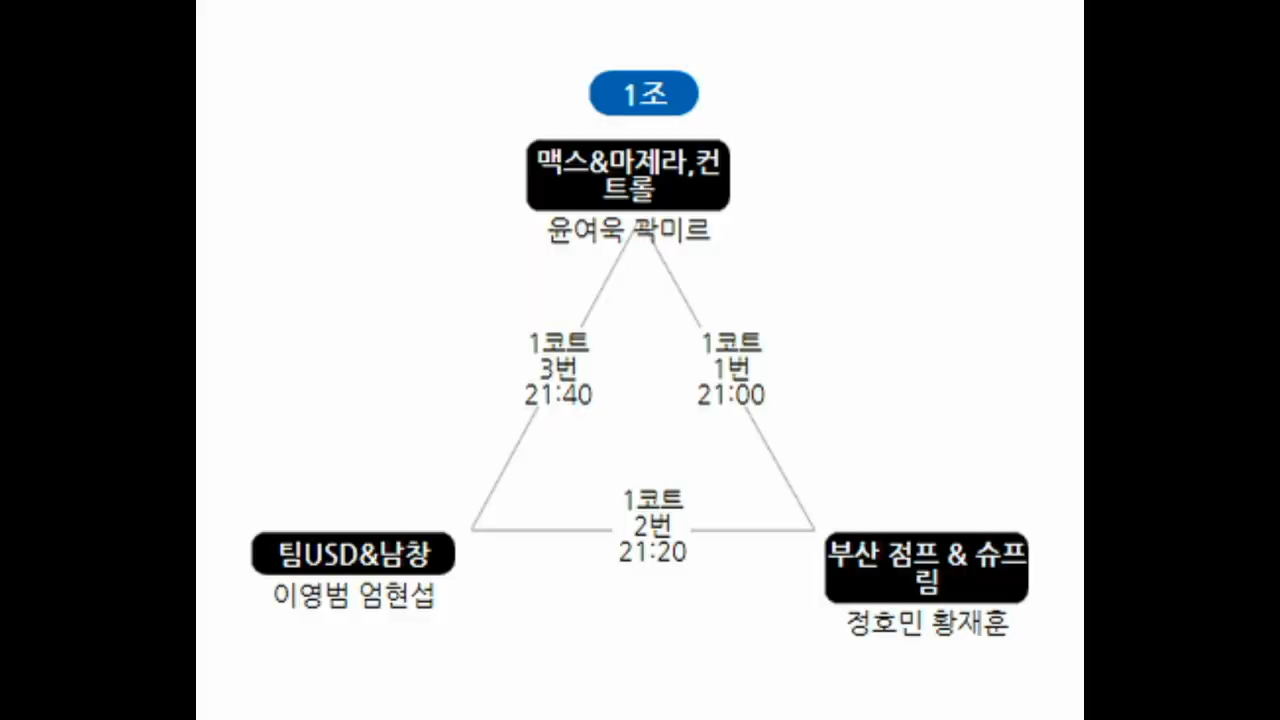 1조
맥스&마제라,컨
트롤
윤여욱 곽미르
1코트
3번
21:40
1코트
1번
21:00
1코트
2번
21:20
팀USD&남창
이영범 엄현섭
부산 점프 & 슈프
림
정호민 황재훈